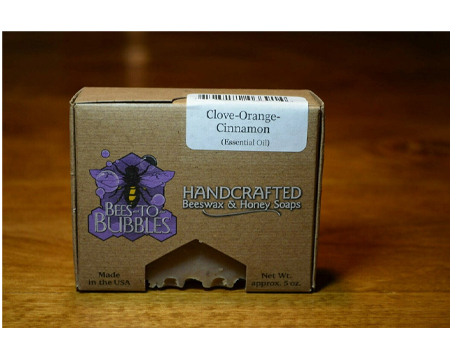 Clove-Orange-
Cinnamon
(Essential Oil)
BEES-TO
BUBBLES
HANDCRAFTED
Beeswax & Honey Soaps
Made
in the USA
Net Wt.
approx. 5 oz.